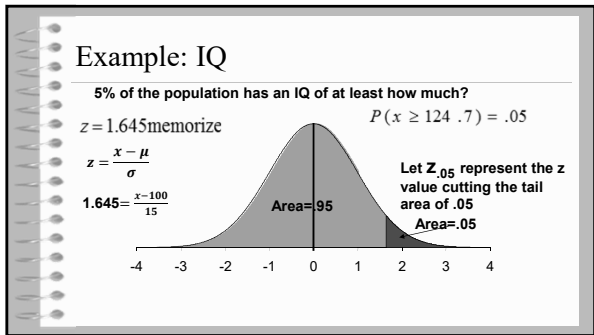 Example: IQ
5% of the population has an IQ of at least how much?
z = 1.645memorize
P(x ≥ 124 .7) = .05
z = x − μ / σ
1.645= x−100 / 15
Let Z.05 represent the z
value cutting the tail
area of .05
Area=.95
Area=.05
-4 -3 -2 -1 0 1 2 3 4